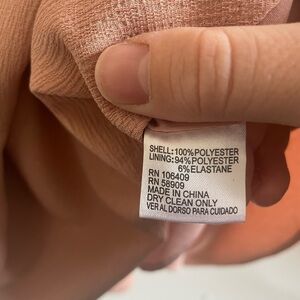 SHELL:100%POLYESTER
LINING:94%POLYESTER
6%ELASTANE
RN 106409
RN 58909
MADE IN CHINA
DRY CLEAN ONLY
VER AL DORSO PARA CUIDADO